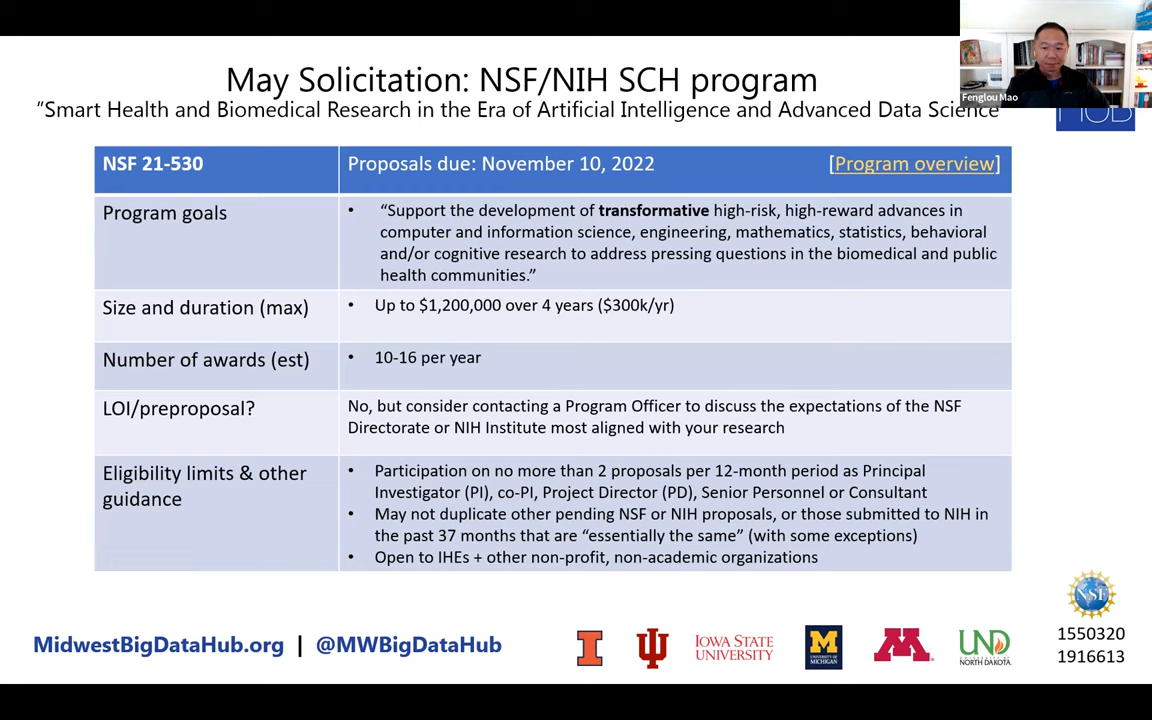 Fenglou Mao
May Solicitation: NSF/NIH SCH program
"Smart Health and Biomedical Research in the Era of Artificial Intelligence and Advanced Data Science
HUB
NSF 21-530
Proposals due: November 10, 2022
[Program overview]
Program goals
• “Support the development of transformative high-risk, high-reward advances in
computer and information science, engineering, mathematics, statistics, behavioral
and/or cognitive research to address pressing questions in the biomedical and public
health communities.”
Size and duration (max)
• Up to $1,200,000 over 4 years ($300k/yr)
Number of awards (est)
• 10-16 per year
LOI/preproposal?
No, but consider contacting a Program Officer to discuss the expectations of the NSF
Directorate or NIH Institute most aligned with your research
Eligibility limits & other
guidance
• Participation on no more than 2 proposals per 12-month period as Principal
Investigator (PI), co-PI, Project Director (PD), Senior Personnel or Consultant
• May not duplicate other pending NSF or NIH proposals, or those submitted to NIH in
the past 37 months that are “essentially the same” (with some exceptions)
• Open to IHEs + other non-profit, non-academic organizations
MidwestBigDataHub.org | @MWBigDataHub
IOWA STATE
UNIVERSITY
M
UNIVERSITY OF
MICHIGAN
M
UND
UNIVERSITY OF
NORTH DAKOTA
NSF
1550320
1916613